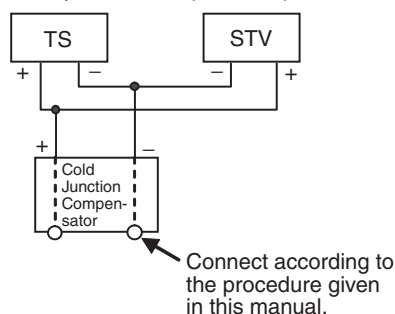 TS
STV
+
–
–
+
+
–
Cold
Junction
Compen-
sator
Connect according to
the procedure given
in this manual.